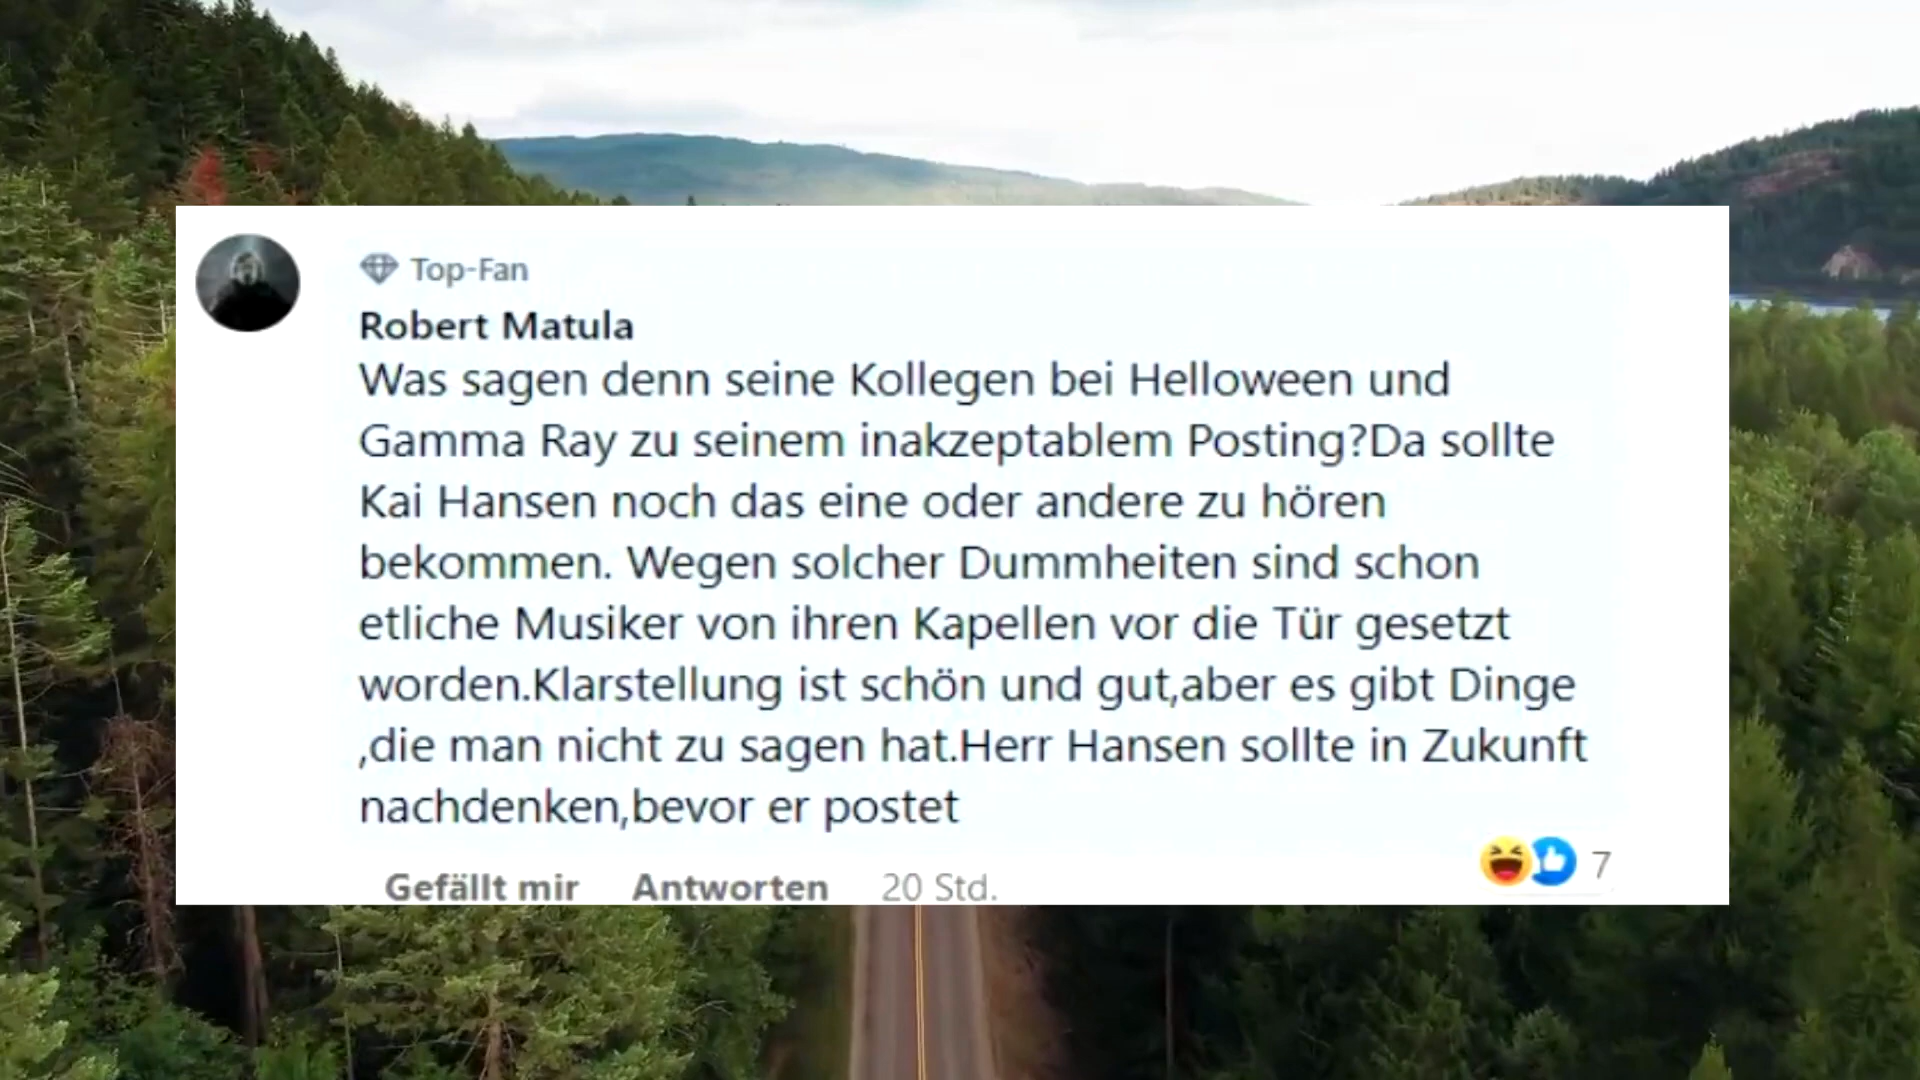 Top-Fan
Robert Matula
Was sagen denn seine Kollegen bei Helloween und
Gamma Ray zu seinem inakzeptablem Posting?Da sollte
Kai Hansen noch das eine oder andere zu hören
bekommen. Wegen solcher Dummheiten sind schon
etliche Musiker von ihren Kapellen vor die Tür gesetzt
worden.Klarstellung ist schön und gut,aber es gibt Dinge
,die man nicht zu sagen hat.Herr Hansen sollte in Zukunft
nachdenken,bevor er postet
7
Gefällt mir Antworten 20 Std.